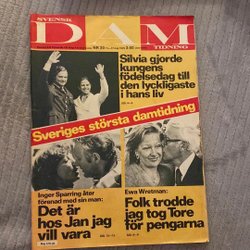 SVENSK
DAM
TIDNING
Silvia gjorde
kungens
födelsedag till
den lyckligaste
i hans liv
Sveriges största damtidning
Inger Sparring åter
förenad med sin man:
Det är
hos Jan jag
vill vara
Ewa Wretman:
Folk trodde
jag tog Tore
för pengarna